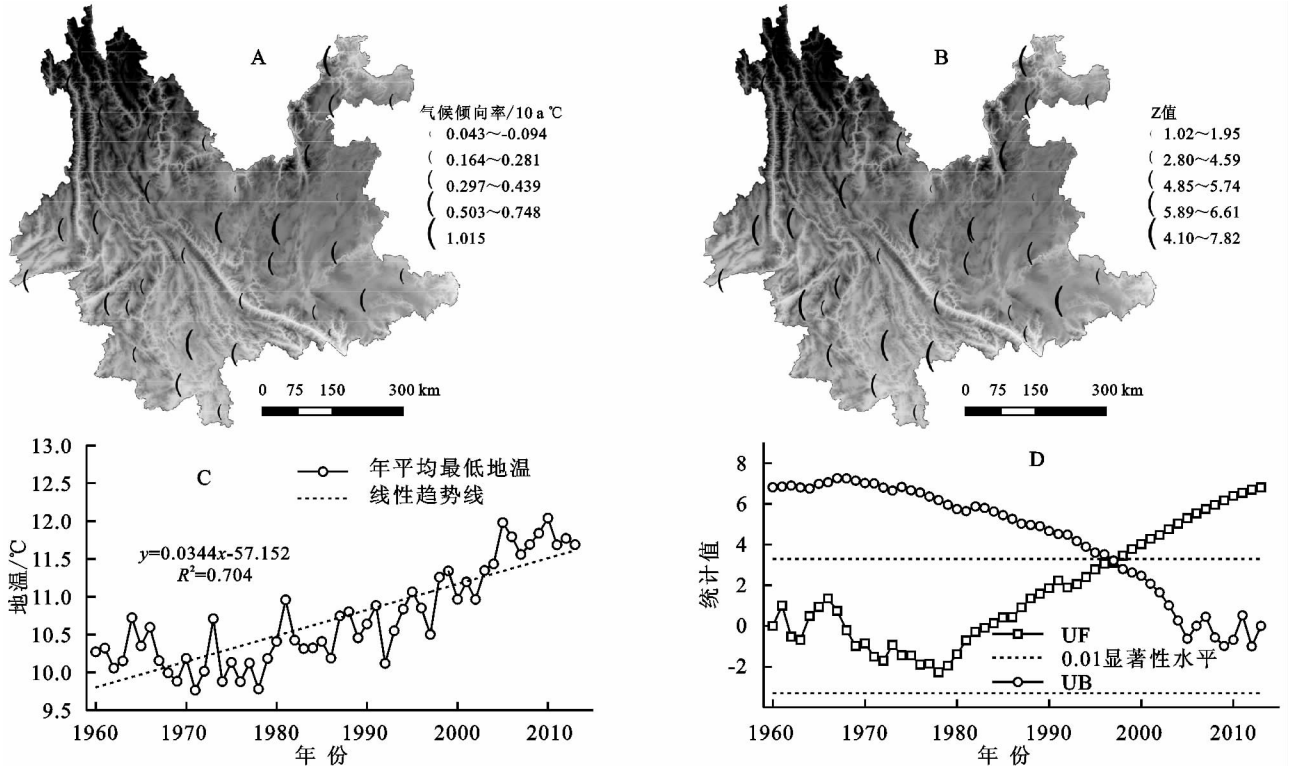 A
气候倾向率/10 a ℃
0.043～-0.094
0.164～0.281
0.297～0.439
0.503～0.748
1.015
0 75 150 300 km
B
Z值
1.02～1.95
2.80～4.59
4.85～5.74
5.89～6.61
4.10～7.82
0 75 150 300 km
C
年平均最低地温
线性趋势线
y=0.0344x-57.152
R²=0.704
地温/℃
13.0
12.5
12.0
11.5
11.0
10.5
10.0
9.5
1960 1970 1980 1990 2000 2010
年 份
D
统计值
8
6
4
2
0
-2
UF
0.01显著性水平
UB
1960 1970 1980 1990 2000 2010
年 份